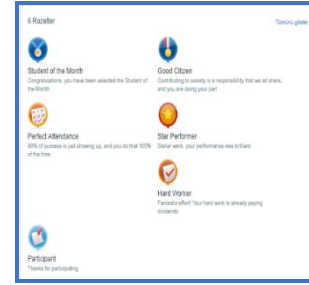 6 Rozetler
Tümünü göster
Student of the Month
Congratulations, you have been selected the Student of
the Month
Good Citizen
Contributing to society is a responsibility that we all share,
and you are doing your part
Perfect Attendance
90% of success is just showing up, and you do that 100%
of the time
Star Performer
Stellar work, your performance was brilliant
Hard Worker
Fantastic effort! Your hard work is already paying
dividends
Participant
Thanks for participating